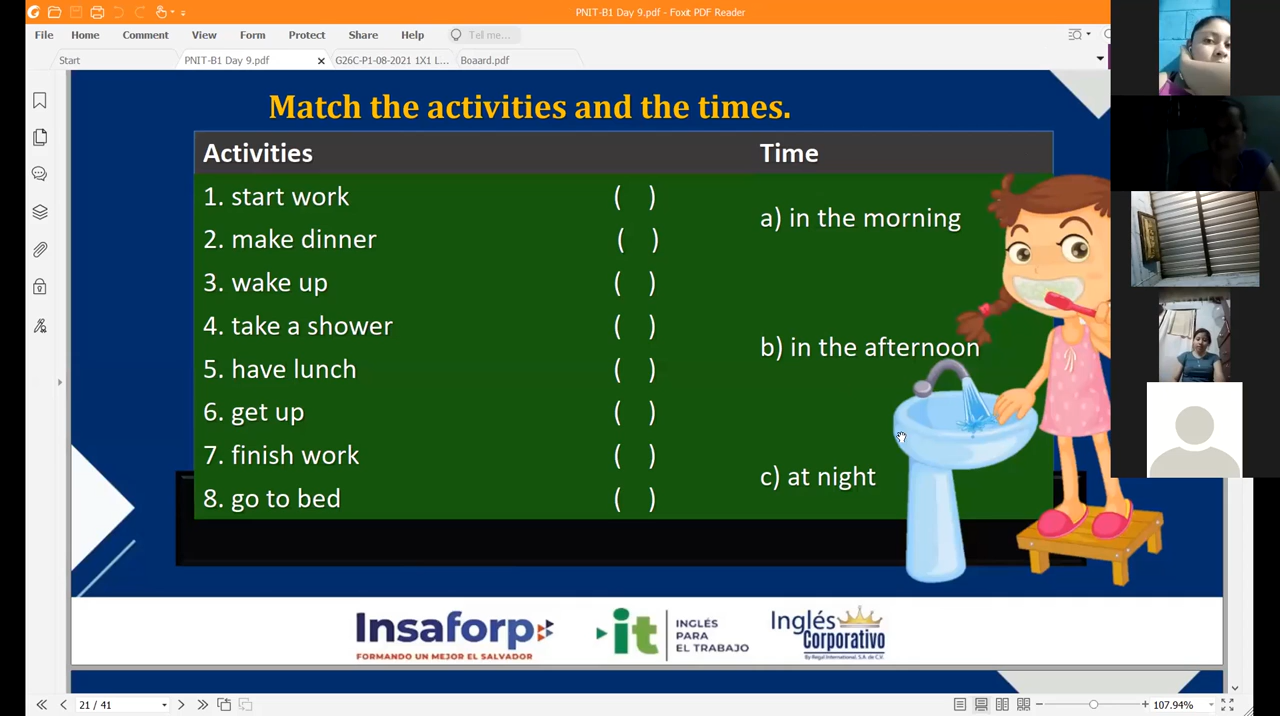 PNIT-B1 Day 9.pdf - Foxit PDF Reader
File Home Comment View Form Protect Share Help Tell me...
Start PNIT-B1 Day 9.pdf G26C-P1-08-2021 1X1 L... Boaard.pdf
Match the activities and the times.
Activities Time
1. start work ( )
a) in the morning
2. make dinner ( )
3. wake up ( )
4. take a shower ( )
b) in the afternoon
5. have lunch ( )
6. get up ( )
7. finish work ( )
c) at night
8. go to bed ( )
Insaforp
FORMANDO UN MEJOR EL SALVADOR
it INGLÉS
PARA
EL TRABAJO
Inglés
Corporativo
By Regal International, S.A. de C.V.
21 / 41
107.94%